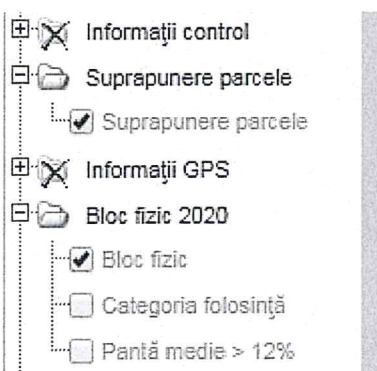 Informaţii control
Suprapunere parcele
Suprapunere parcele
Informaţii GPS
Bloc fizic 2020
Bloc fizic
Categoria folosinţă
Pantă medie > 12%